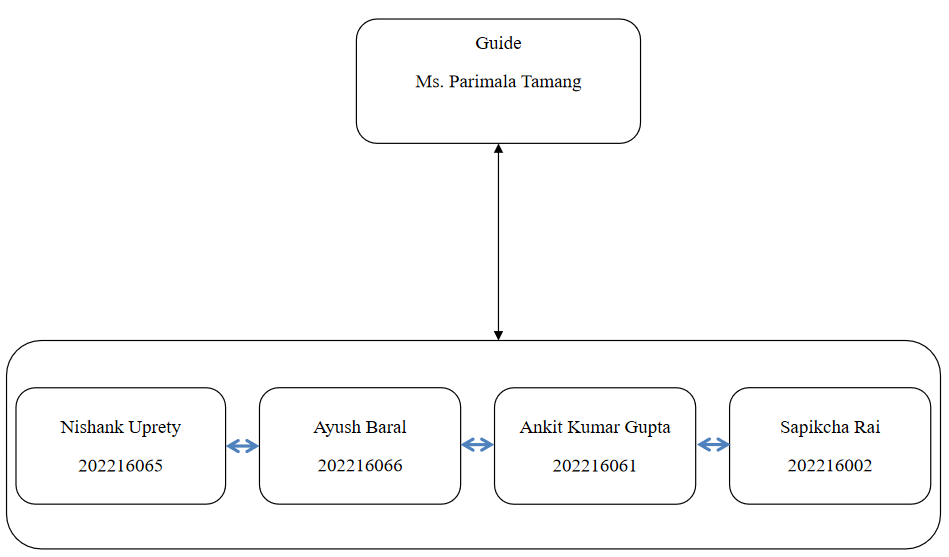 Guide
Ms. Parimala Tamang
Nishank Uprety
202216065
Ayush Baral
202216066
Ankit Kumar Gupta
202216061
Sapikcha Rai
202216002